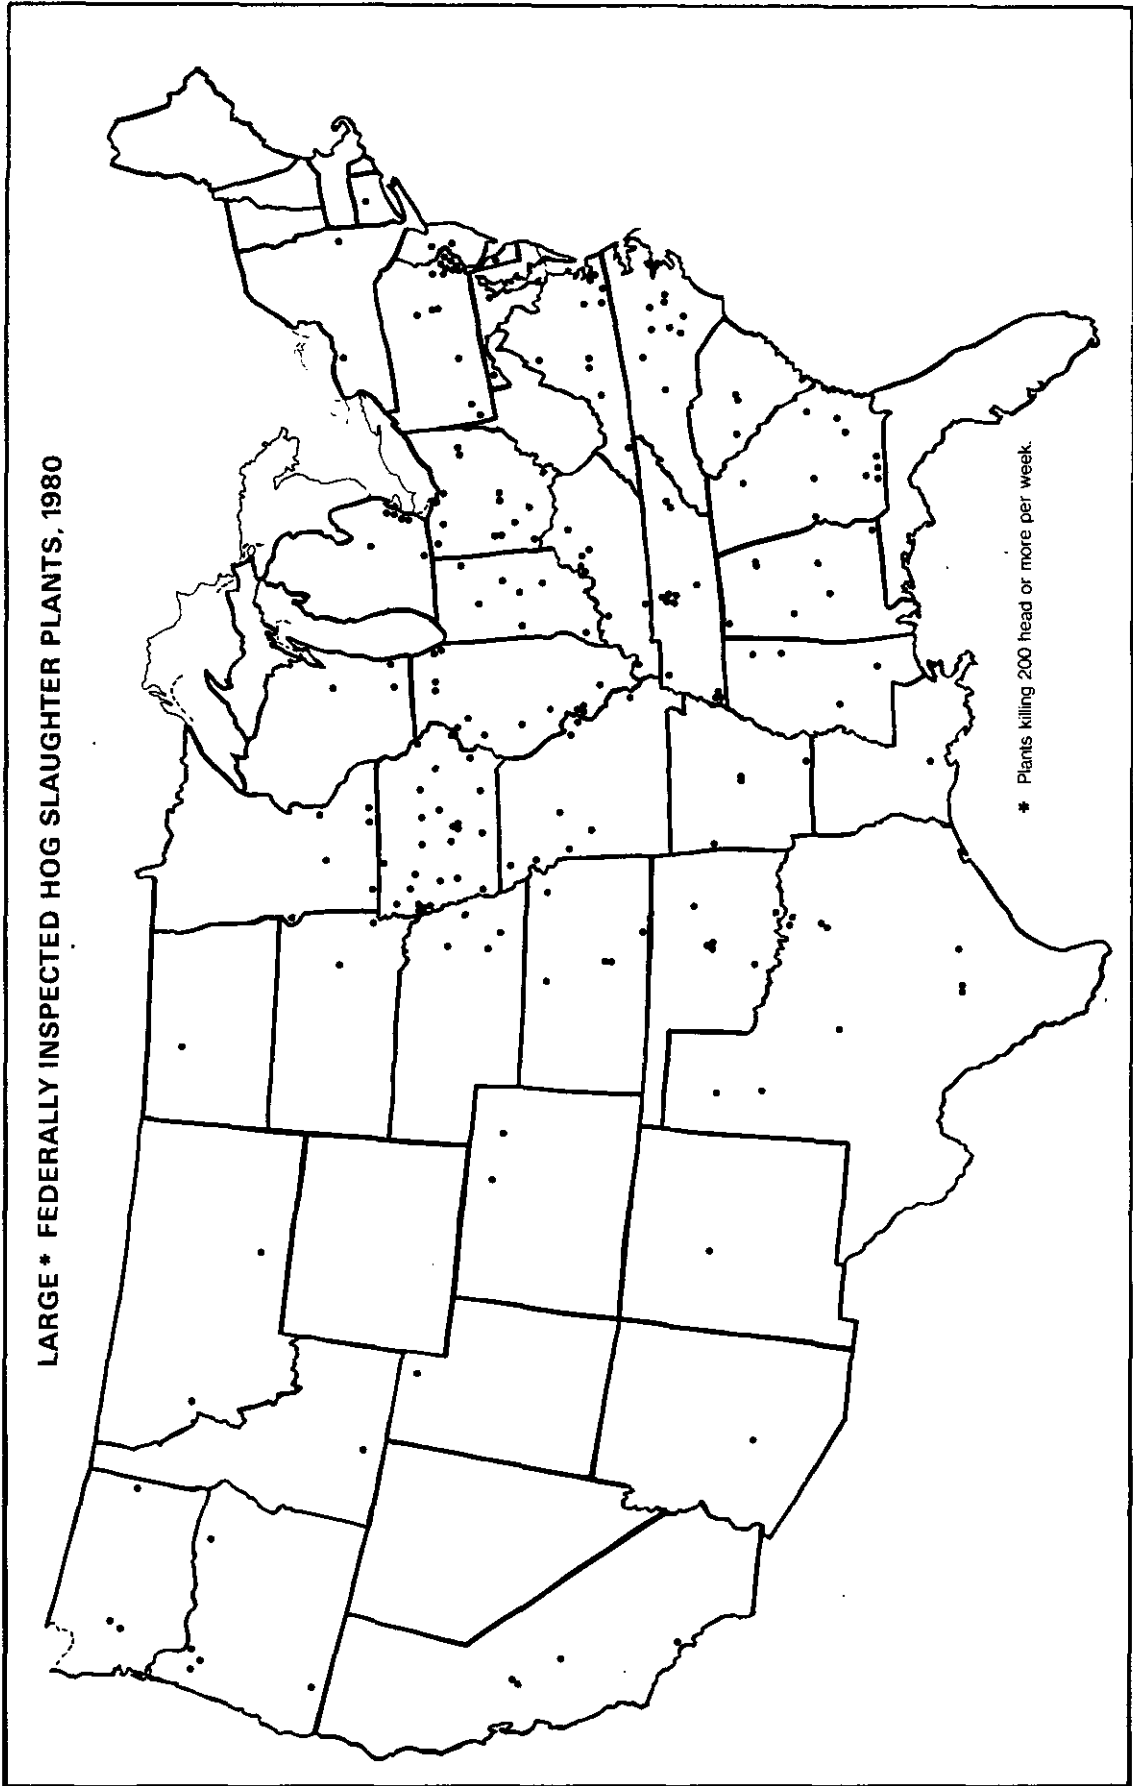 LARGE* FEDERALLY INSPECTED HOG SLAUGHTER PLANTS, 1980
* Plants killing 200 head or more per week.